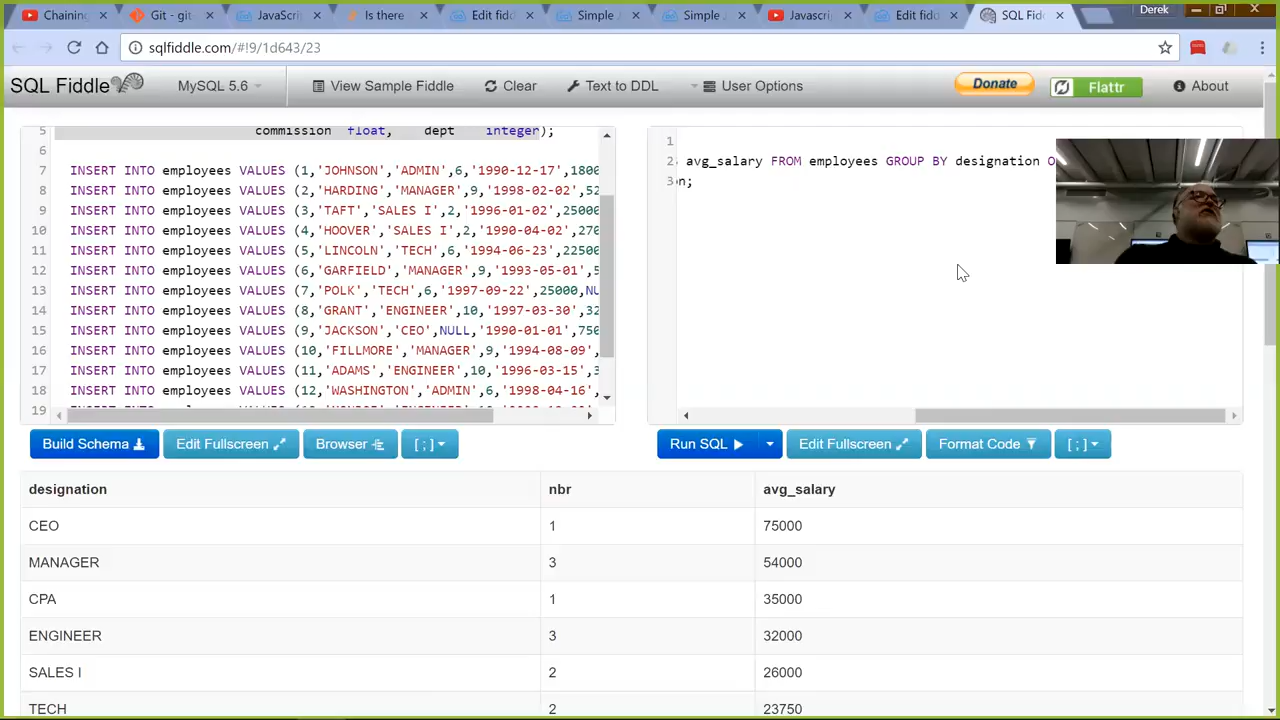 Chaining
Git - git
JavaScri
Is there
Edit fidd
Simple J
Simple J
Javascri
Edit fidd
SQL Fid
Derek
sqlfiddle.com/#!9/1d643/23
SQL Fiddle
MySQL 5.6
View Sample Fiddle
Clear
Text to DDL
User Options
Donate
Flattr
About
5 commission float, dept integer);
6
7 INSERT INTO employees VALUES (1,'JOHNSON','ADMIN',6,'1990-12-17',1800
8 INSERT INTO employees VALUES (2,'HARDING','MANAGER',9,'1998-02-02',52
9 INSERT INTO employees VALUES (3,'TAFT','SALES I',2,'1996-01-02',25000
10 INSERT INTO employees VALUES (4,'HOOVER','SALES I',2,'1990-04-02',270
11 INSERT INTO employees VALUES (5,'LINCOLN','TECH',6,'1994-06-23',22500
12 INSERT INTO employees VALUES (6,'GARFIELD','MANAGER',9,'1993-05-01',5
13 INSERT INTO employees VALUES (7,'POLK','TECH',6,'1997-09-22',25000,NU
14 INSERT INTO employees VALUES (8,'GRANT','ENGINEER',10,'1997-03-30',32
15 INSERT INTO employees VALUES (9,'JACKSON','CEO',NULL,'1990-01-01',750
16 INSERT INTO employees VALUES (10,'FILLMORE','MANAGER',9,'1994-08-09',
17 INSERT INTO employees VALUES (11,'ADAMS','ENGINEER',10,'1996-03-15',3
18 INSERT INTO employees VALUES (12,'WASHINGTON','ADMIN',6,'1998-04-16',
19
1
2 avg_salary FROM employees GROUP BY designation O
3 n;
Build Schema
Edit Fullscreen
Browser
[ ; ]
Run SQL
Edit Fullscreen
Format Code
[ ; ]
designation nbr avg_salary
CEO 1 75000
MANAGER 3 54000
CPA 1 35000
ENGINEER 3 32000
SALES I 2 26000
TECH 2 23750